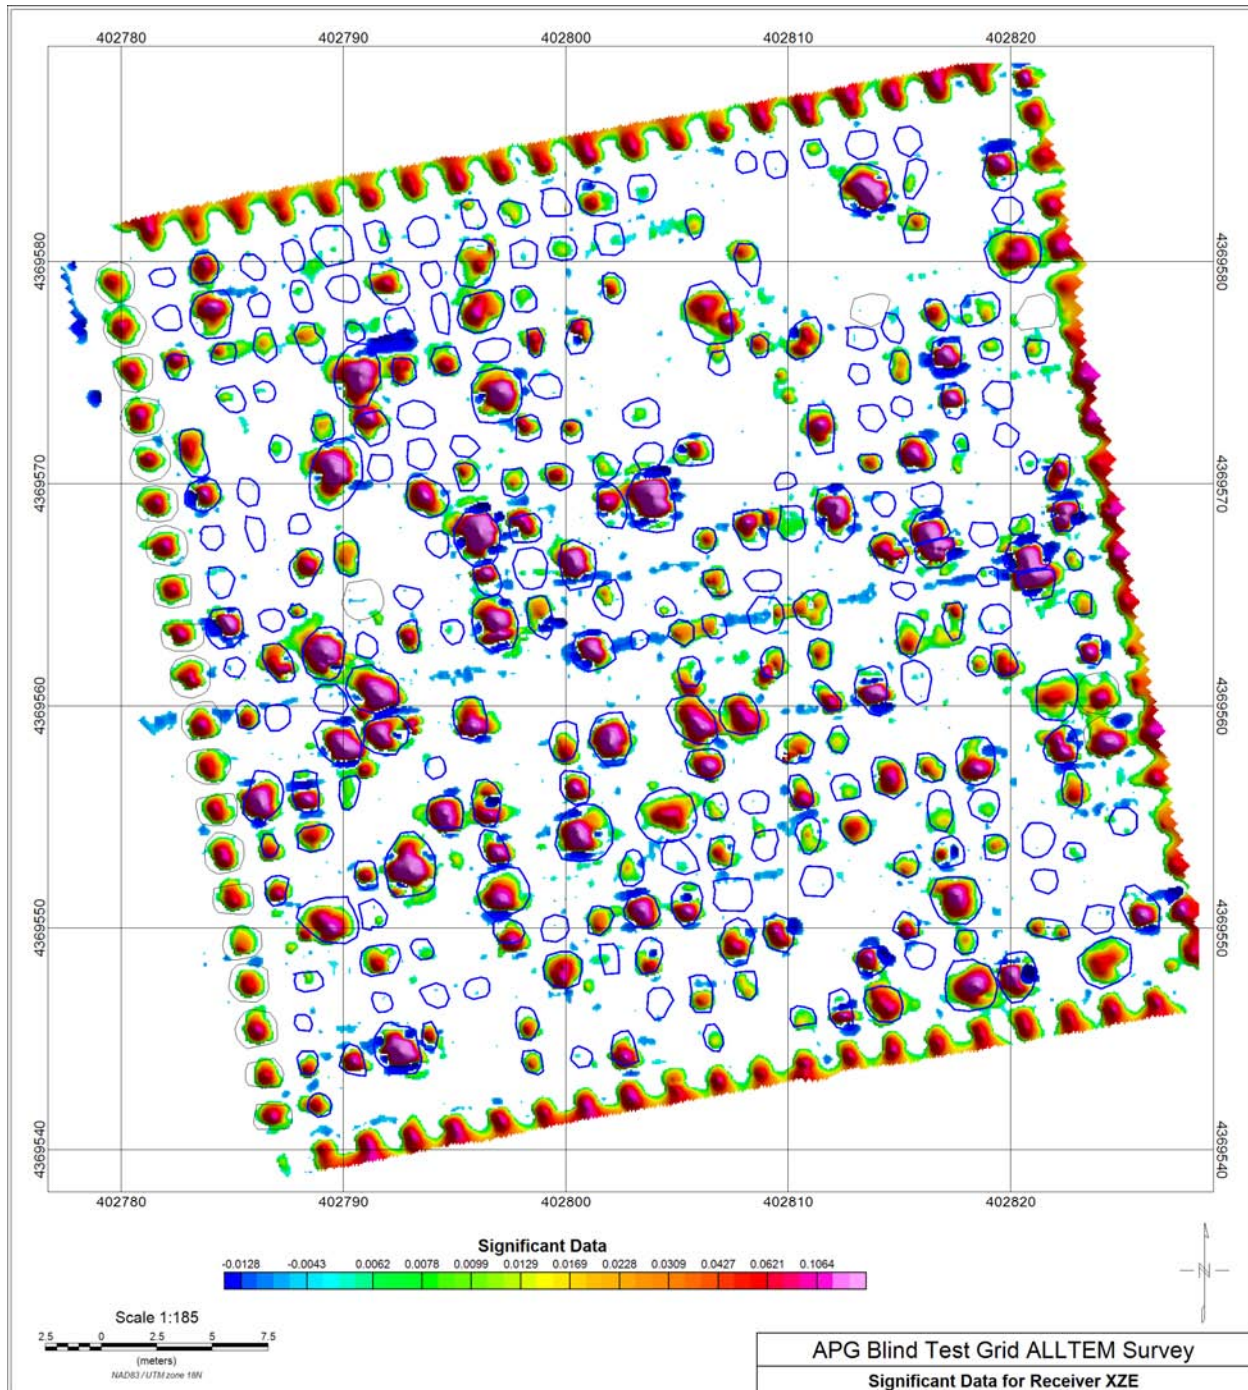 402780 402790 402800 402810 402820
4369580 4369580
4369570 4369570
4369560 4369560
4369550 4369550
4369540 4369540
402780 402790 402800 402810 402820
Significant Data
-0.0128 -0.0043 0.0062 0.0078 0.0099 0.0129 0.0169 0.0228 0.0309 0.0427 0.0621 0.1064
Scale 1:185
2.5 0 2.5 5 7.5
(meters)
NAD83 / UTM zone 18N
N
APG Blind Test Grid ALLTEM Survey
Significant Data for Receiver XZE